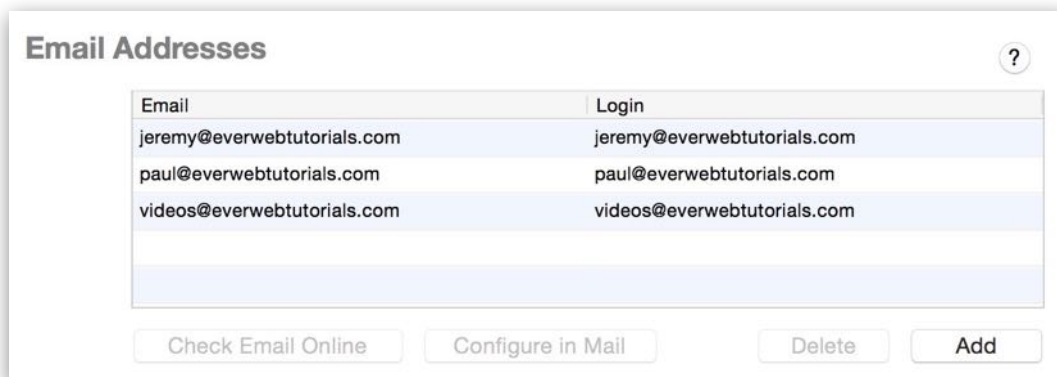 Email Addresses
?
Email Login
jeremy@everwebtutorials.com jeremy@everwebtutorials.com
paul@everwebtutorials.com paul@everwebtutorials.com
videos@everwebtutorials.com videos@everwebtutorials.com
Check Email Online Configure in Mail Delete Add